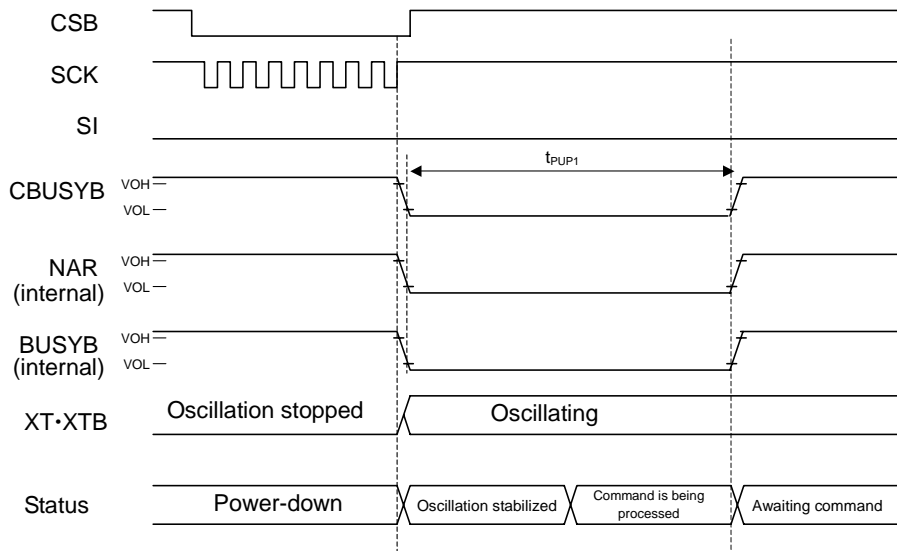 CSB
SCK
SI
tPUP1
CBUSYB
VOH
VOL
NAR
(internal)
VOH
VOL
BUSYB
(internal)
VOH
VOL
XT・XTB
Oscillation stopped
Oscillating
Status
Power-down
Oscillation stabilized
Command is being
processed
Awaiting command